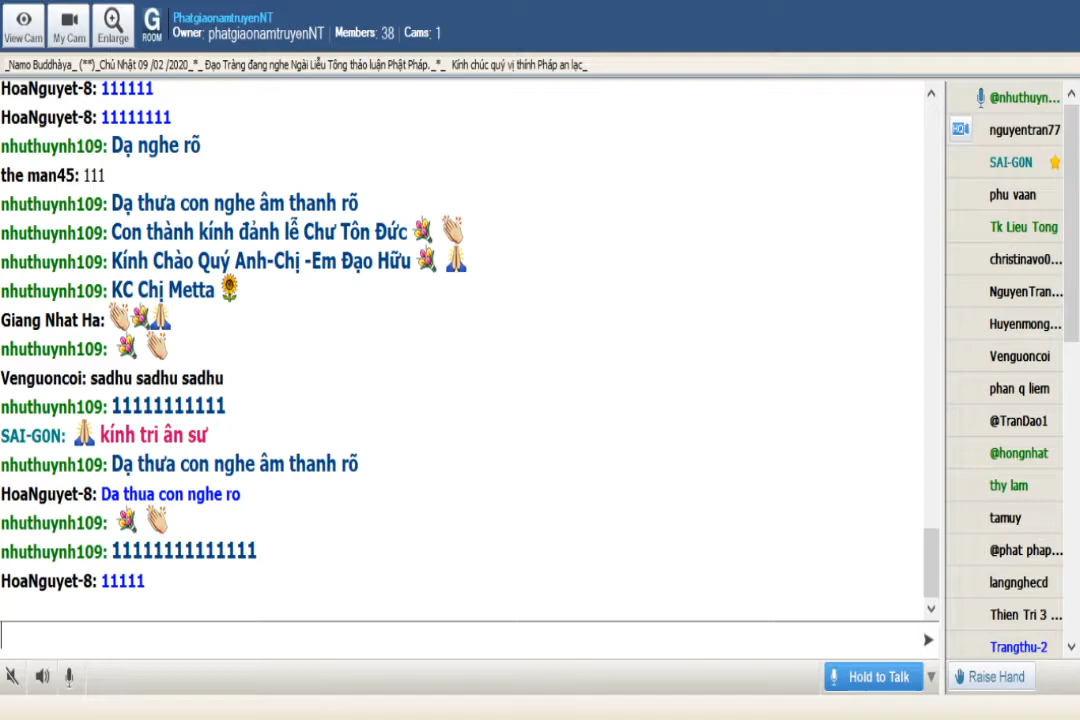 View Cam
My Cam
Enlarge
G
ROOM
PhatgiaonamtruyenNT
Owner: phatgiaonamtruyenNT | Members: 38 | Cams: 1
_Namo Buddhàya_ (**)_Chủ Nhật 09 /02 /2020_*_ Đạo Tràng đang nghe Ngài Liễu Tông thảo luận Phật Pháp._*_ Kính chúc quý vị thính Pháp an lạc_
HoaNguyet-8: 111111
HoaNguyet-8: 11111111
nhuthuynh109: Dạ nghe rõ
the man45: 111
nhuthuynh109: Dạ thưa con nghe âm thanh rõ
nhuthuynh109: Con thành kính đảnh lễ Chư Tôn Đức
nhuthuynh109: Kính Chào Quý Anh-Chị -Em Đạo Hữu
nhuthuynh109: KC Chị Metta
Giang Nhat Ha:
nhuthuynh109:
Venguoncoi: sadhu sadhu sadhu
nhuthuynh109: 11111111111
SAI-GON: kính tri ân sư
nhuthuynh109: Dạ thưa con nghe âm thanh rõ
HoaNguyet-8: Da thua con nghe ro
nhuthuynh109:
nhuthuynh109: 11111111111111
HoaNguyet-8: 11111
Hold to Talk
@nhuthuyn...
HD
nguyentran77
SAI-GON
phu vaan
Tk Lieu Tong
christinavo0...
NguyenTran...
Huyenmong...
Venguoncoi
phan q liem
@TranDao1
@hongnhat
thy lam
tamuy
@phat phap...
langnghecd
Thien Tri 3 ...
Trangthu-2
Raise Hand